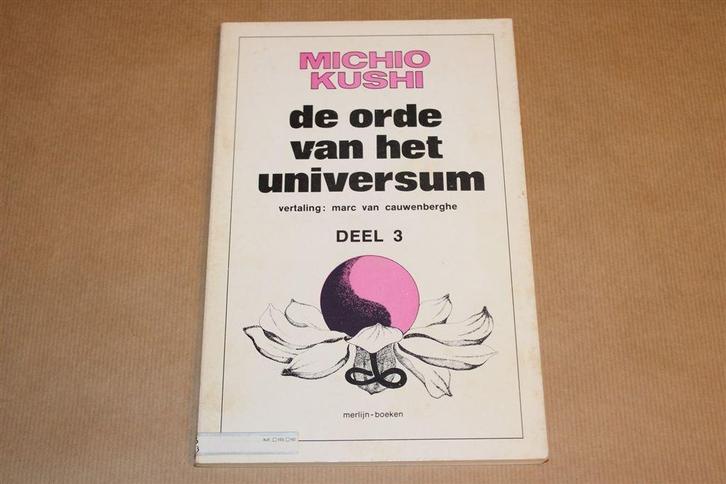 MICHIO
KUSHI
de orde
van het
universum
vertaling: marc van cauwenberghe
DEEL 3
merlijn-boeken